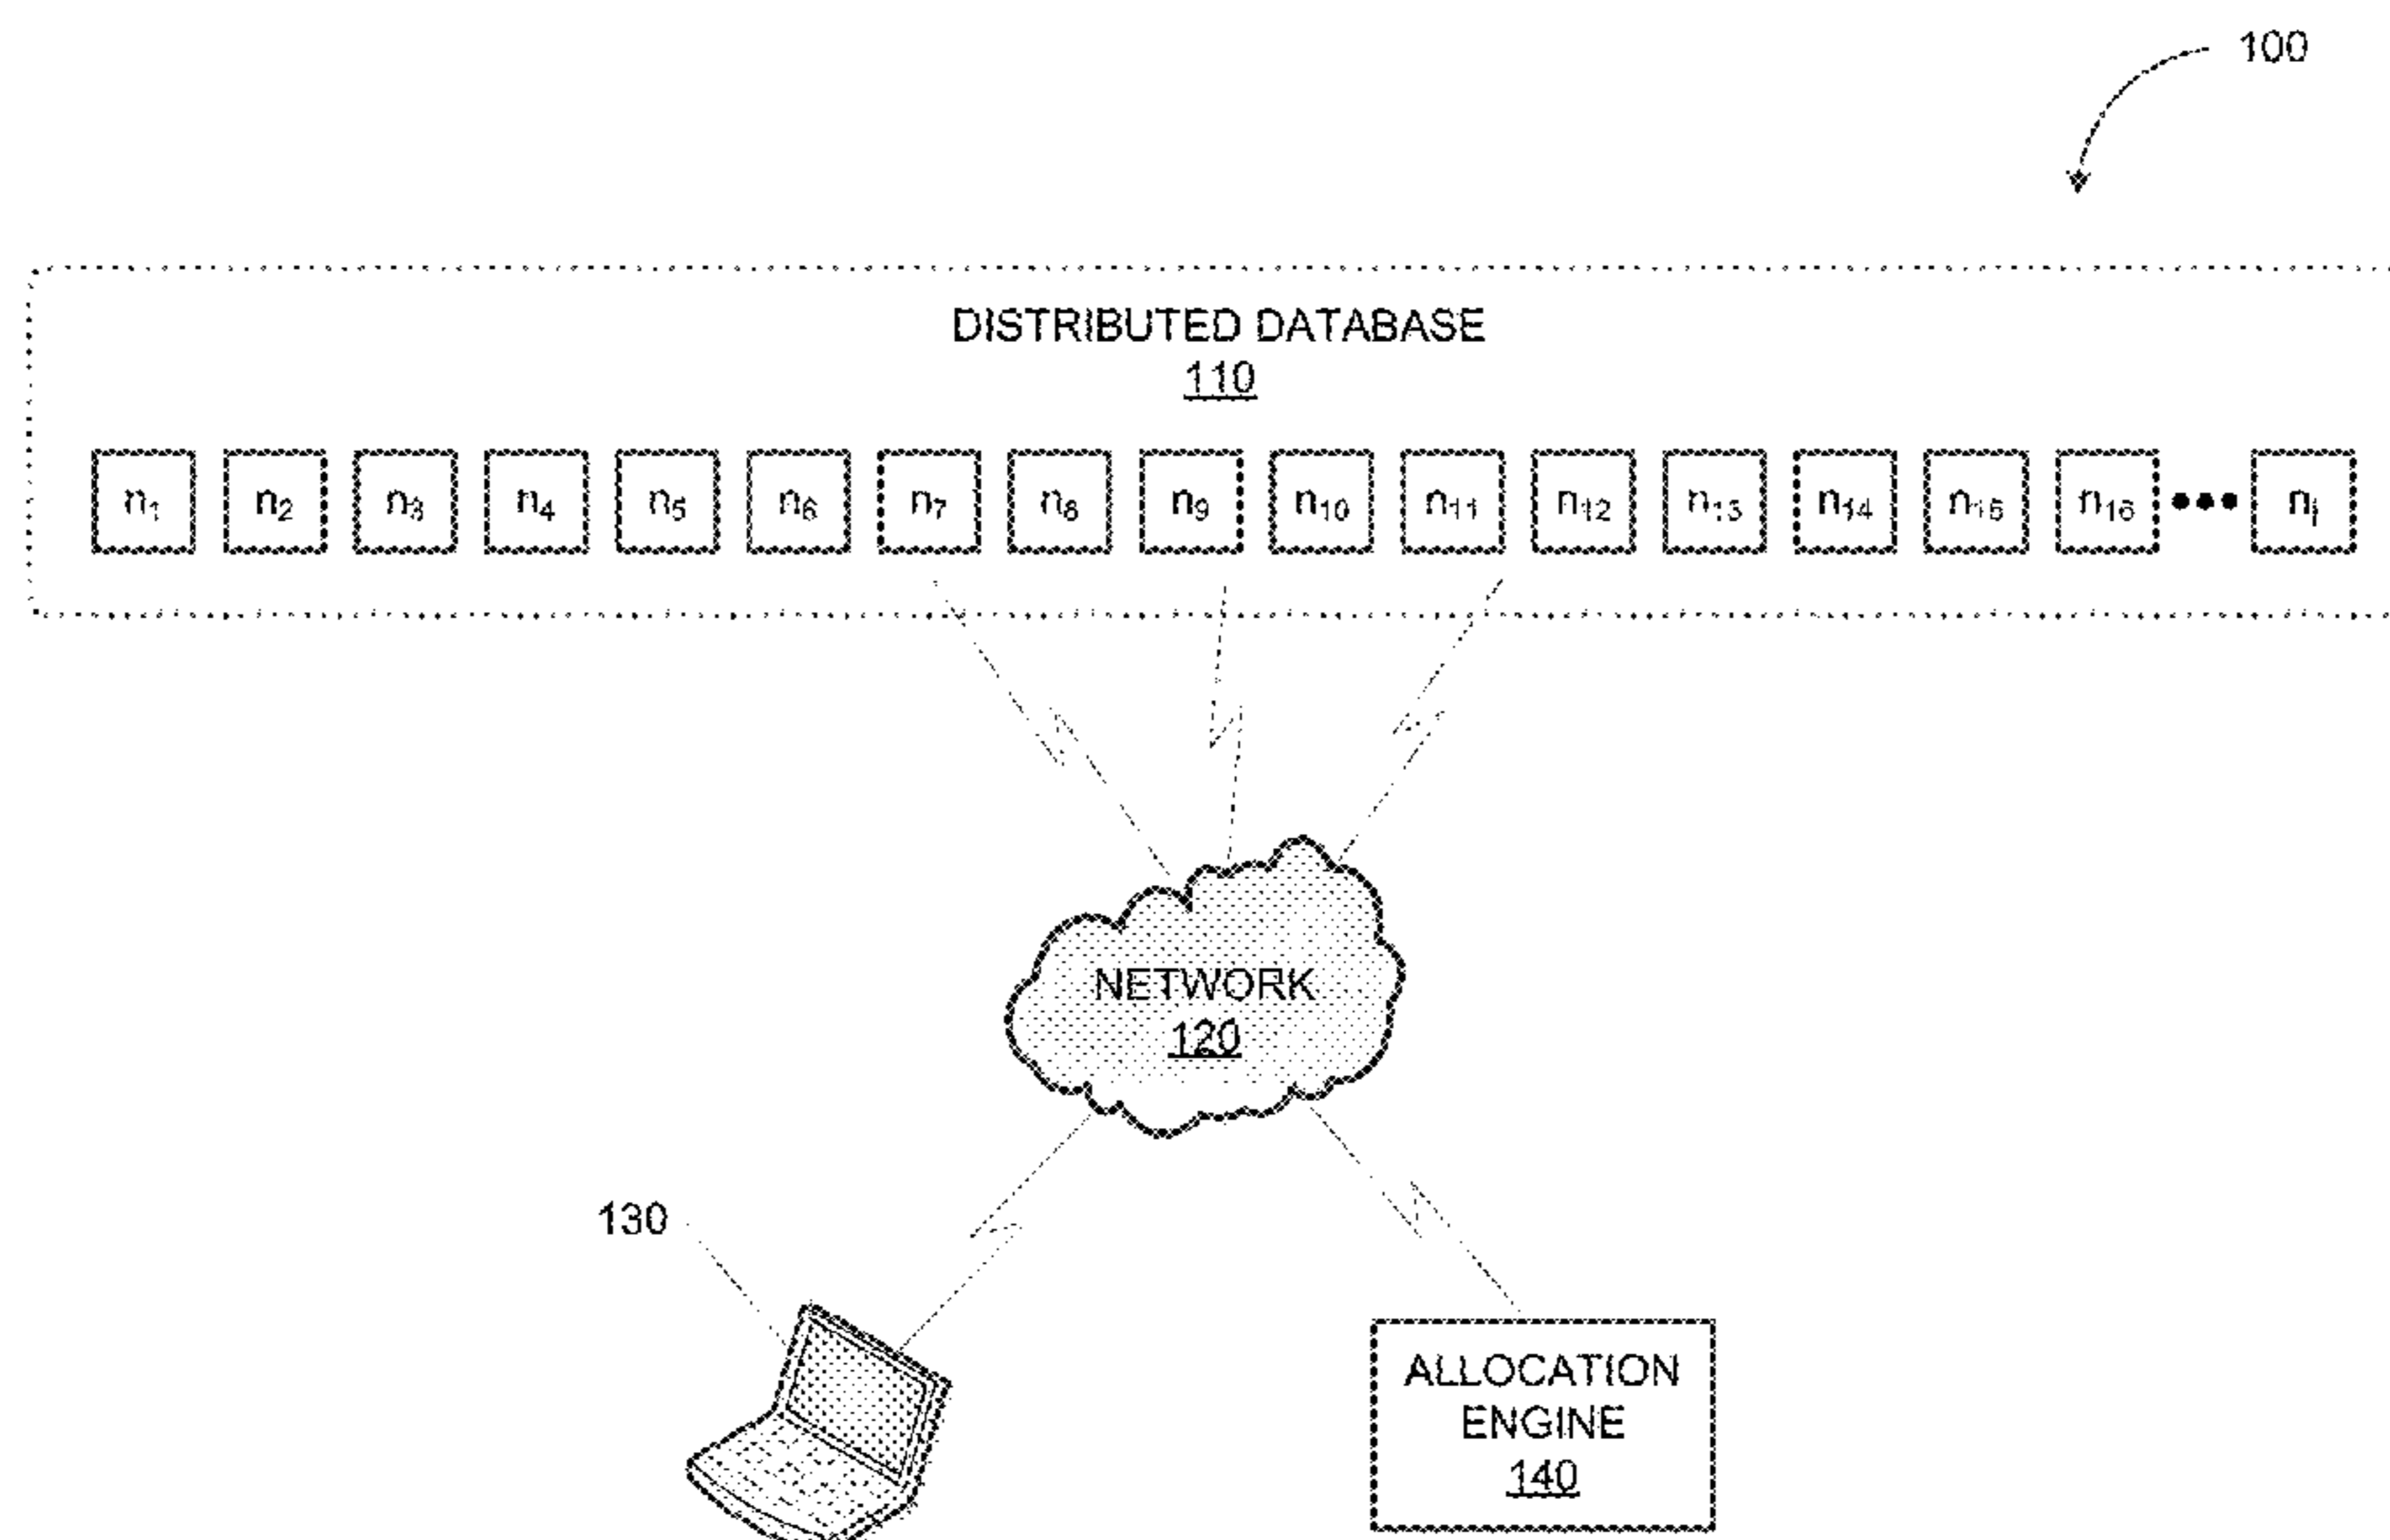 100
DISTRIBUTED DATABASE
110
n₁ n₂ n₃ n₄ n₅ n₆ n₇ n₈ n₉ n₁₀ n₁₁ n₁₂ n₁₃ n₁₄ n₁₅ n₁₆ ••• nⱼ
NETWORK
120
130
ALLOCATION
ENGINE
140